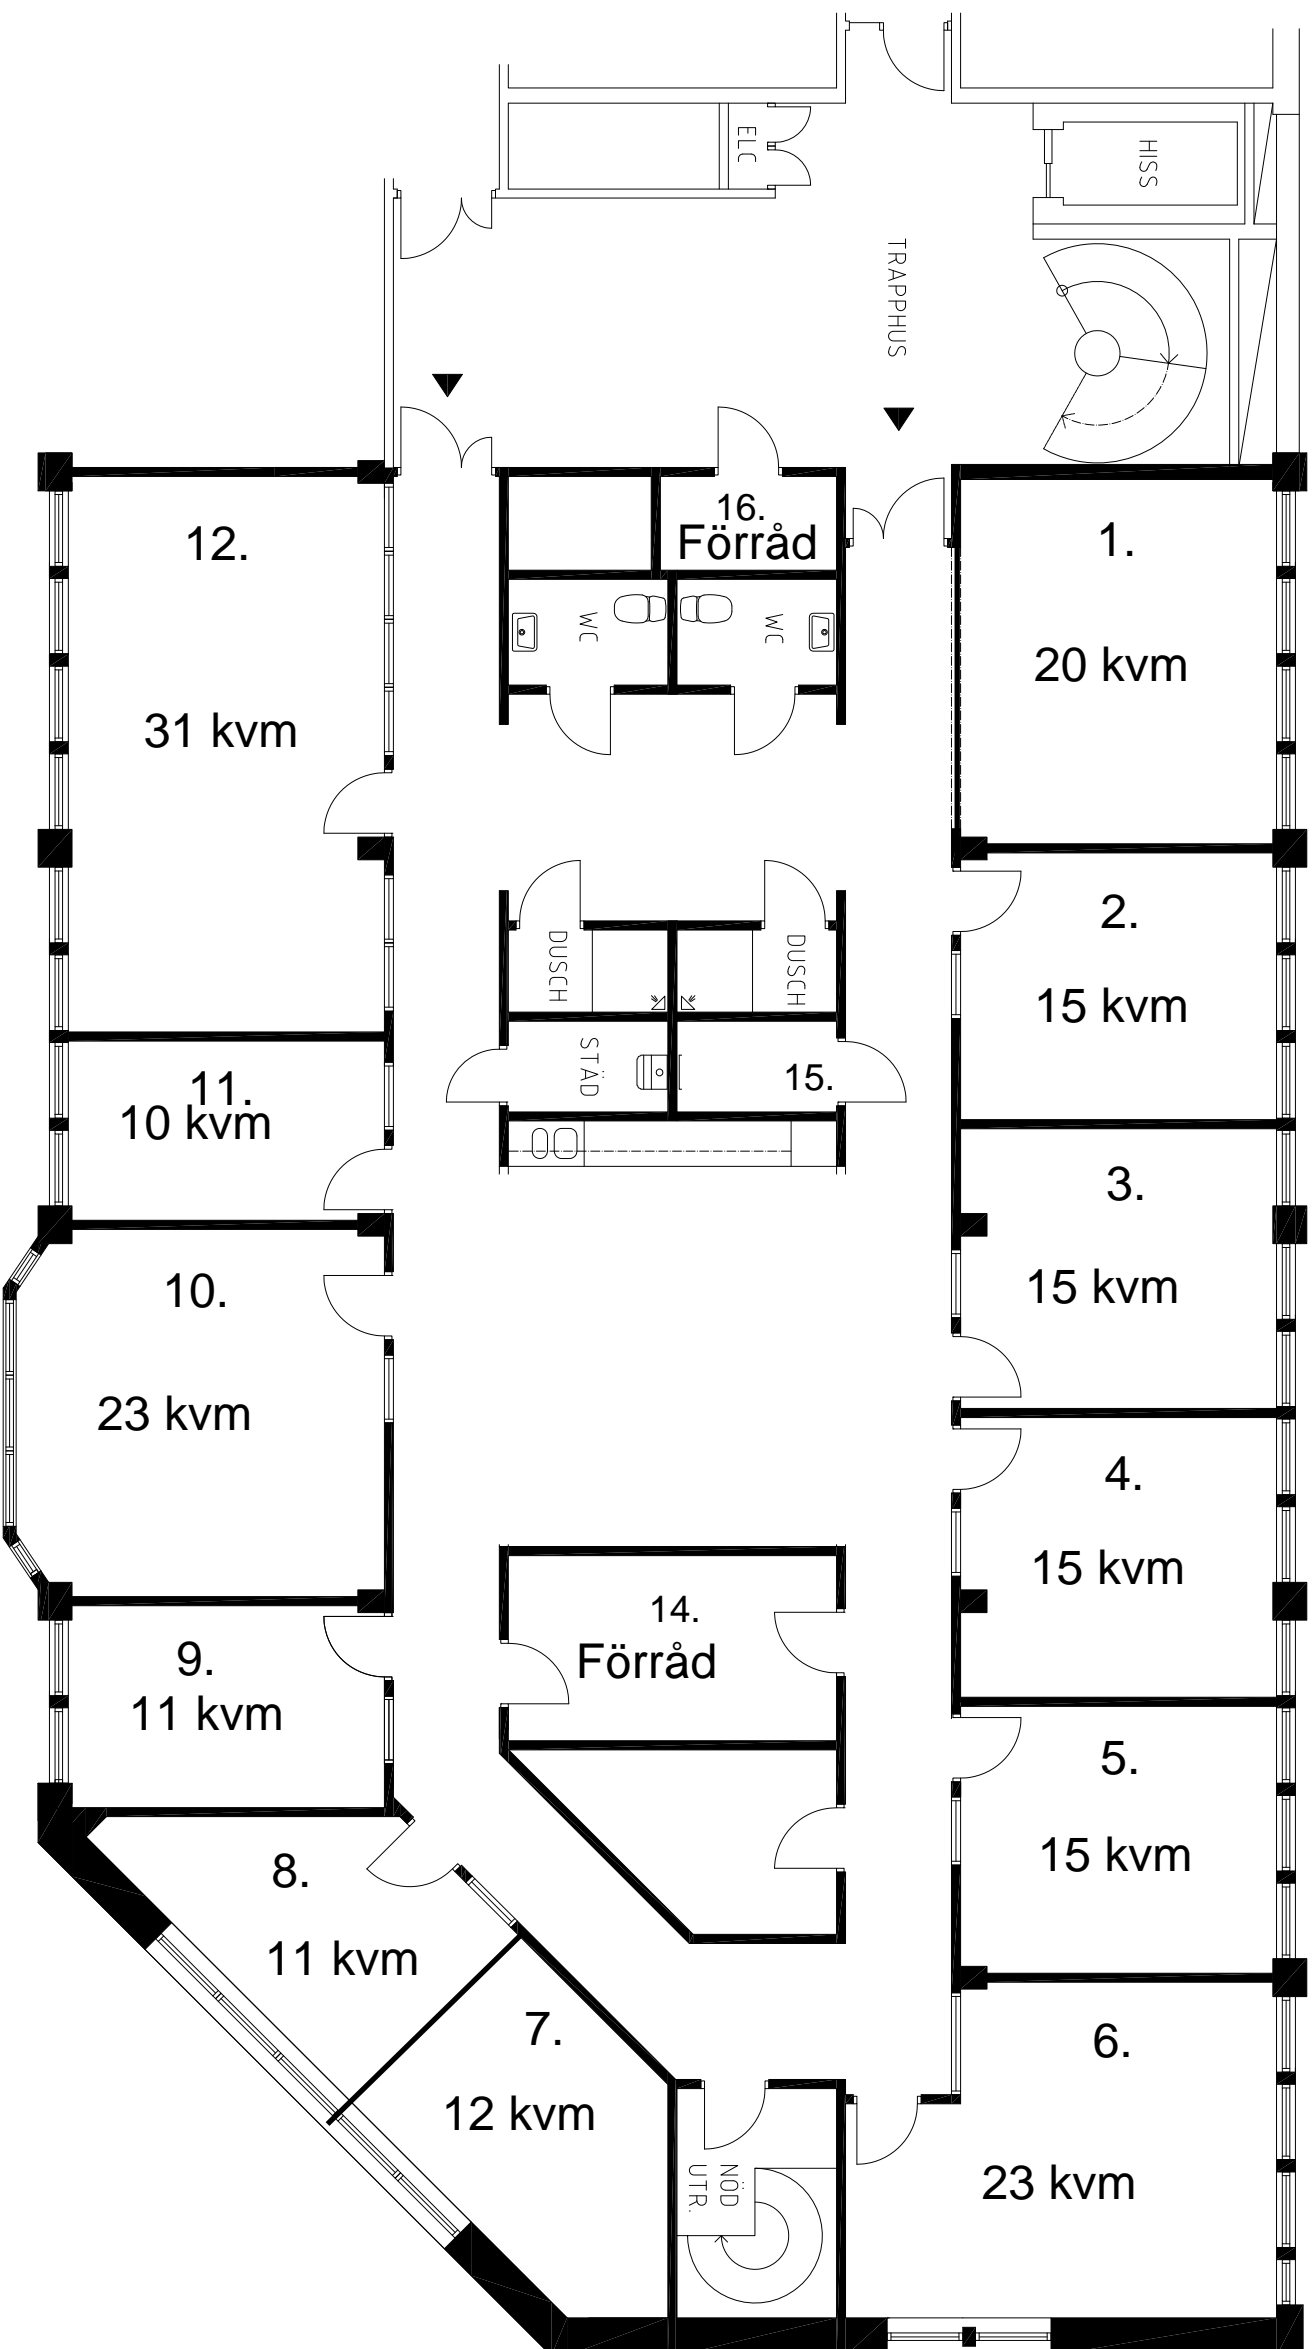 ELC
HISS
TRAPPHUS
12.
31 kvm
16.
Förråd
1.
20 kvm
WC
WC
2.
15 kvm
DUSCH
DUSCH
STÄD
15.
11.
10 kvm
3.
15 kvm
10.
23 kvm
4.
15 kvm
14.
Förråd
9.
11 kvm
5.
15 kvm
8.
11 kvm
7.
12 kvm
6.
23 kvm
NÖD
UTR.